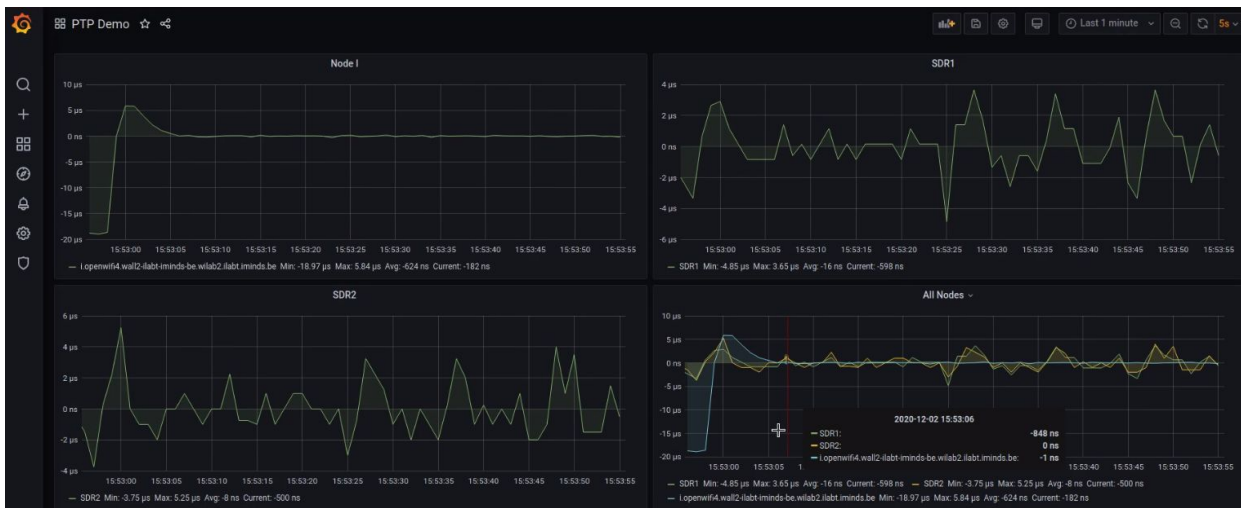 PTP Demo
Last 1 minute
5s
Node I
10 µs
5 µs
0 ns
-5 µs
-10 µs
-15 µs
-20 µs
15:53:00 15:53:05 15:53:10 15:53:15 15:53:20 15:53:25 15:53:30 15:53:35 15:53:40 15:53:45 15:53:50 15:53:55
i.openwifi4.wall2-ilabt-iminds-be.wilab2.ilabt.iminds.be Min: -18.97 µs Max: 5.84 µs Avg: -624 ns Current: -182 ns
SDR1
4 µs
2 µs
0 ns
-2 µs
-4 µs
-6 µs
15:53:00 15:53:05 15:53:10 15:53:15 15:53:20 15:53:25 15:53:30 15:53:35 15:53:40 15:53:45 15:53:50 15:53:55
SDR1 Min: -4.85 µs Max: 3.65 µs Avg: -16 ns Current: -598 ns
SDR2
6 µs
4 µs
2 µs
0 ns
-2 µs
-4 µs
15:53:00 15:53:05 15:53:10 15:53:15 15:53:20 15:53:25 15:53:30 15:53:35 15:53:40 15:53:45 15:53:50 15:53:55
SDR2 Min: -3.75 µs Max: 5.25 µs Avg: -8 ns Current: -500 ns
All Nodes
10 µs
5 µs
0 ns
-5 µs
-10 µs
-15 µs
-20 µs
2020-12-02 15:53:06
SDR1: -848 ns
SDR2: 0 ns
i.openwifi4.wall2-ilabt-iminds-be.wilab2.ilabt.iminds.be: -1 ns
15:53:00 15:53:05 1 15:53:40 15:53:45 15:53:50 15:53:55
SDR1 Min: -4.85 µs Max: 3.65 µs Avg: -16 ns Current: -598 ns SDR2 Min: -3.75 µs Max: 5.25 µs Avg: -8 ns Current: -500 ns
i.openwifi4.wall2-ilabt-iminds-be.wilab2.ilabt.iminds.be Min: -18.97 µs Max: 5.84 µs Avg: -624 ns Current: -182 ns